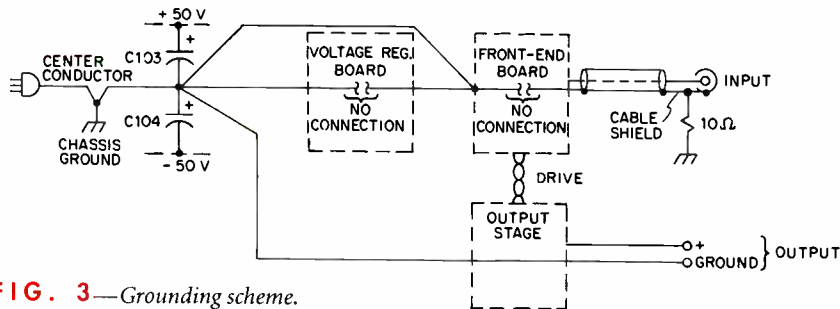 + 50 V
+
C103
CENTER
CONDUCTOR
+
C104
CHASSIS
GROUND
- 50 V
VOLTAGE REG.
BOARD
NO
CONNECTION
FRONT-END
BOARD
NO
CONNECTION
INPUT
CABLE
SHIELD
10Ω
DRIVE
OUTPUT
STAGE
+
GROUND
OUTPUT
FIG. 3—Grounding scheme.